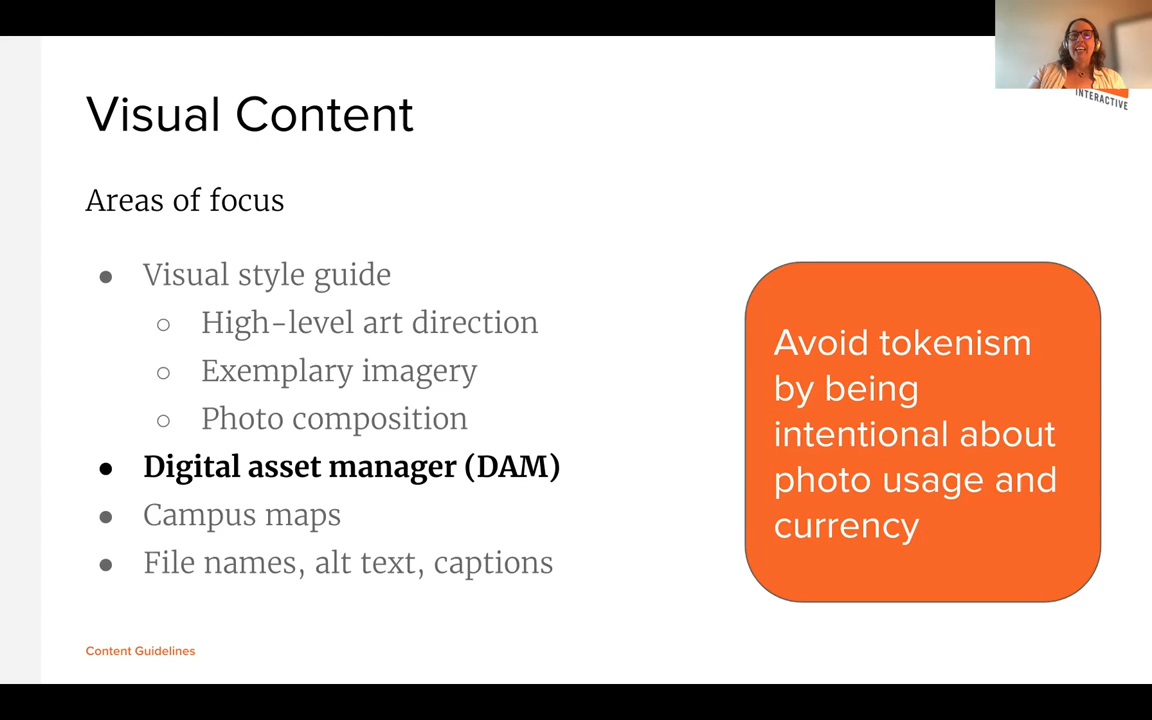 INTERACTIVE
Visual Content
Areas of focus
● Visual style guide
○ High-level art direction
○ Exemplary imagery
○ Photo composition
● Digital asset manager (DAM)
● Campus maps
● File names, alt text, captions
Avoid tokenism
by being
intentional about
photo usage and
currency
Content Guidelines